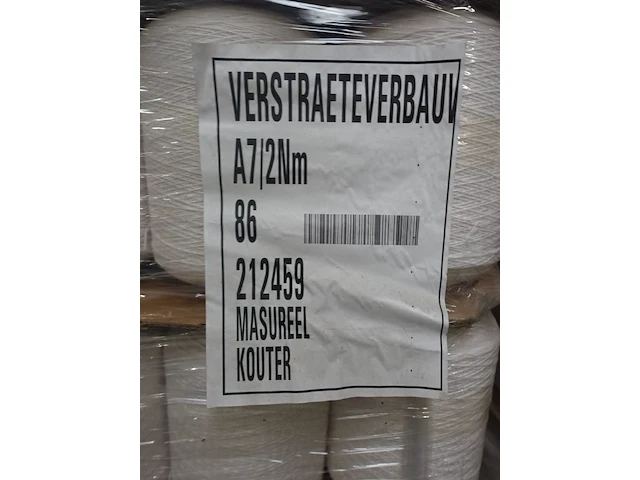 VERSTRAETEVERBAUV
A7/2Nm
86
212459
MASUREEL
KOUTER